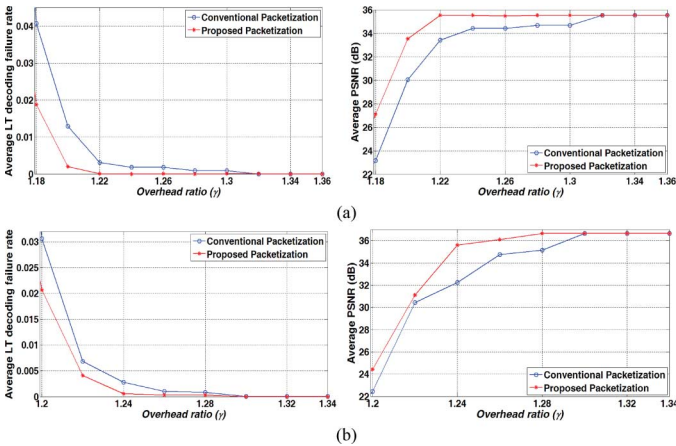 Average LT decoding failure rate
0.04
0.03
0.02
0.01
0
1.18
1.22
1.26
1.3
1.34
1.36
Overhead ratio (γ)
Conventional Packetization
Proposed Packetization
Average PSNR (dB)
36
34
32
30
28
26
24
22
1.18
1.22
1.26
1.3
1.34
1.36
Overhead ratio (γ)
Conventional Packetization
Proposed Packetization
(a)
Average LT decoding failure rate
0.03
0.025
0.02
0.015
0.01
0.005
0
1.2
1.24
1.28
1.32
1.34
Overhead ratio (γ)
Conventional Packetization
Proposed Packetization
Average PSNR (dB)
36
34
32
30
28
26
24
22
1.2
1.24
1.28
1.32
1.34
Overhead ratio (γ)
Conventional Packetization
Proposed Packetization
(b)